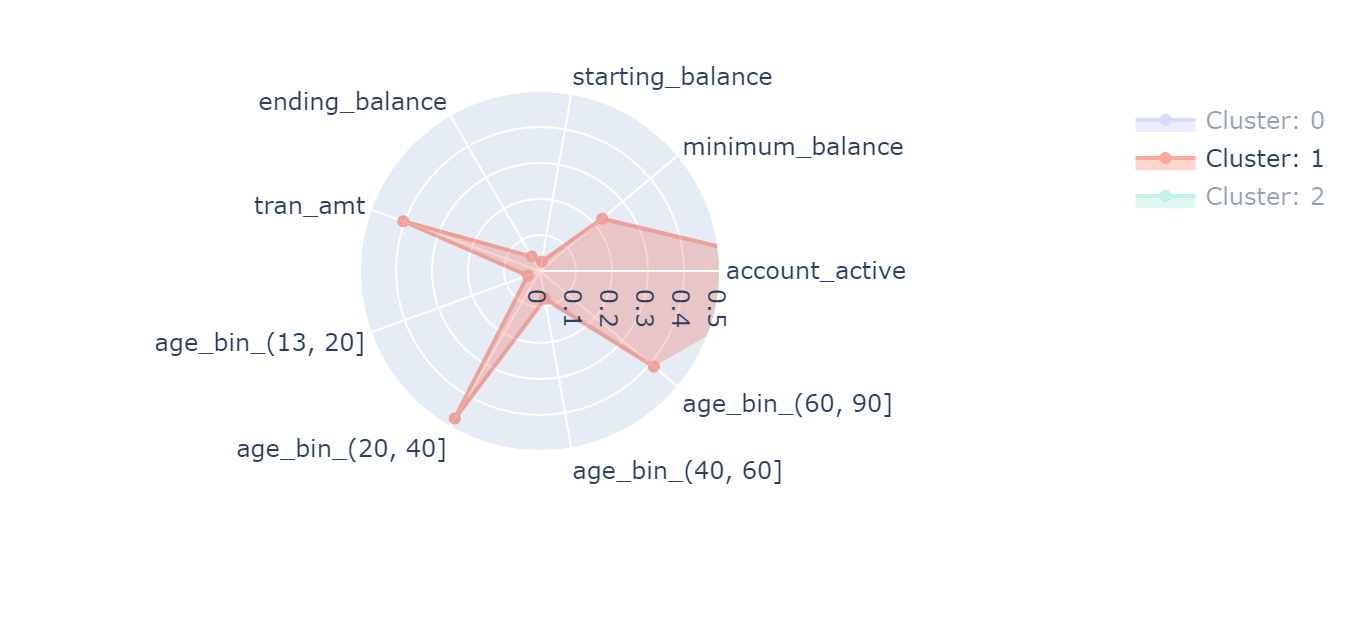 starting_balance
ending_balance
minimum_balance
tran_amt
account_active
0
0.1
0.2
0.3
0.4
0.5
age_bin_(13, 20]
age_bin_(60, 90]
age_bin_(20, 40]
age_bin_(40, 60]
Cluster: 0
Cluster: 1
Cluster: 2